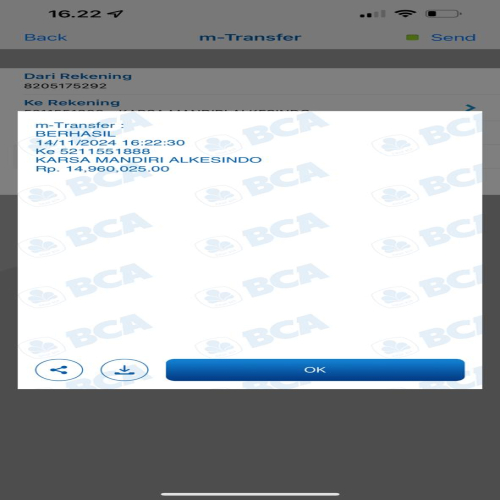 16.22
Back m-Transfer Send
Dari Rekening
8205175292
Ke Rekening
m-Transfer :
BERHASIL
14/11/2024 16:22:30
Ke 5211551888
KARSA MANDIRI ALKESINDO
Rp. 14,960,025.00
BCA BCA BCA
BCA BCA BCA
BCA BCA BCA
BCA BCA BCA
BCA BCA BCA
OK